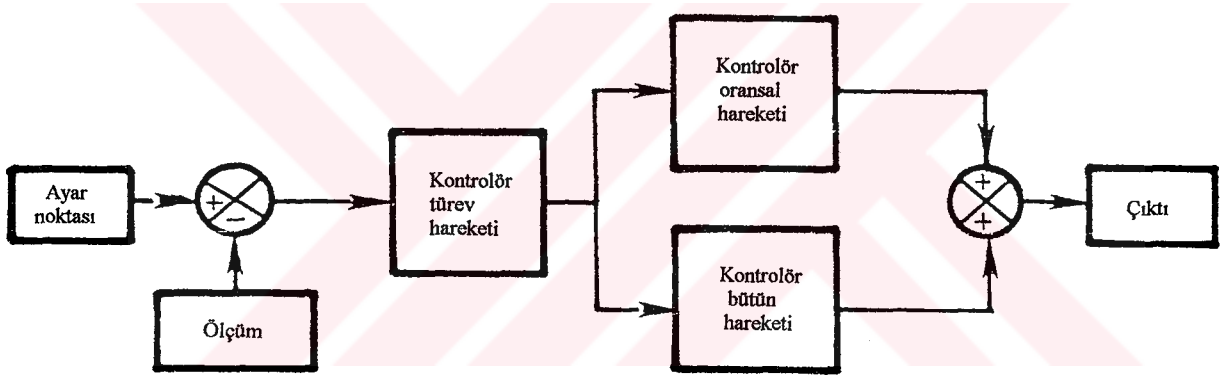 Ayar
noktası
+
−
Ölçüm
Kontrolör
türev
hareketi
Kontrolör
oransal
hareketi
Kontrolör
bütün
hareketi
+
+
Çıktı